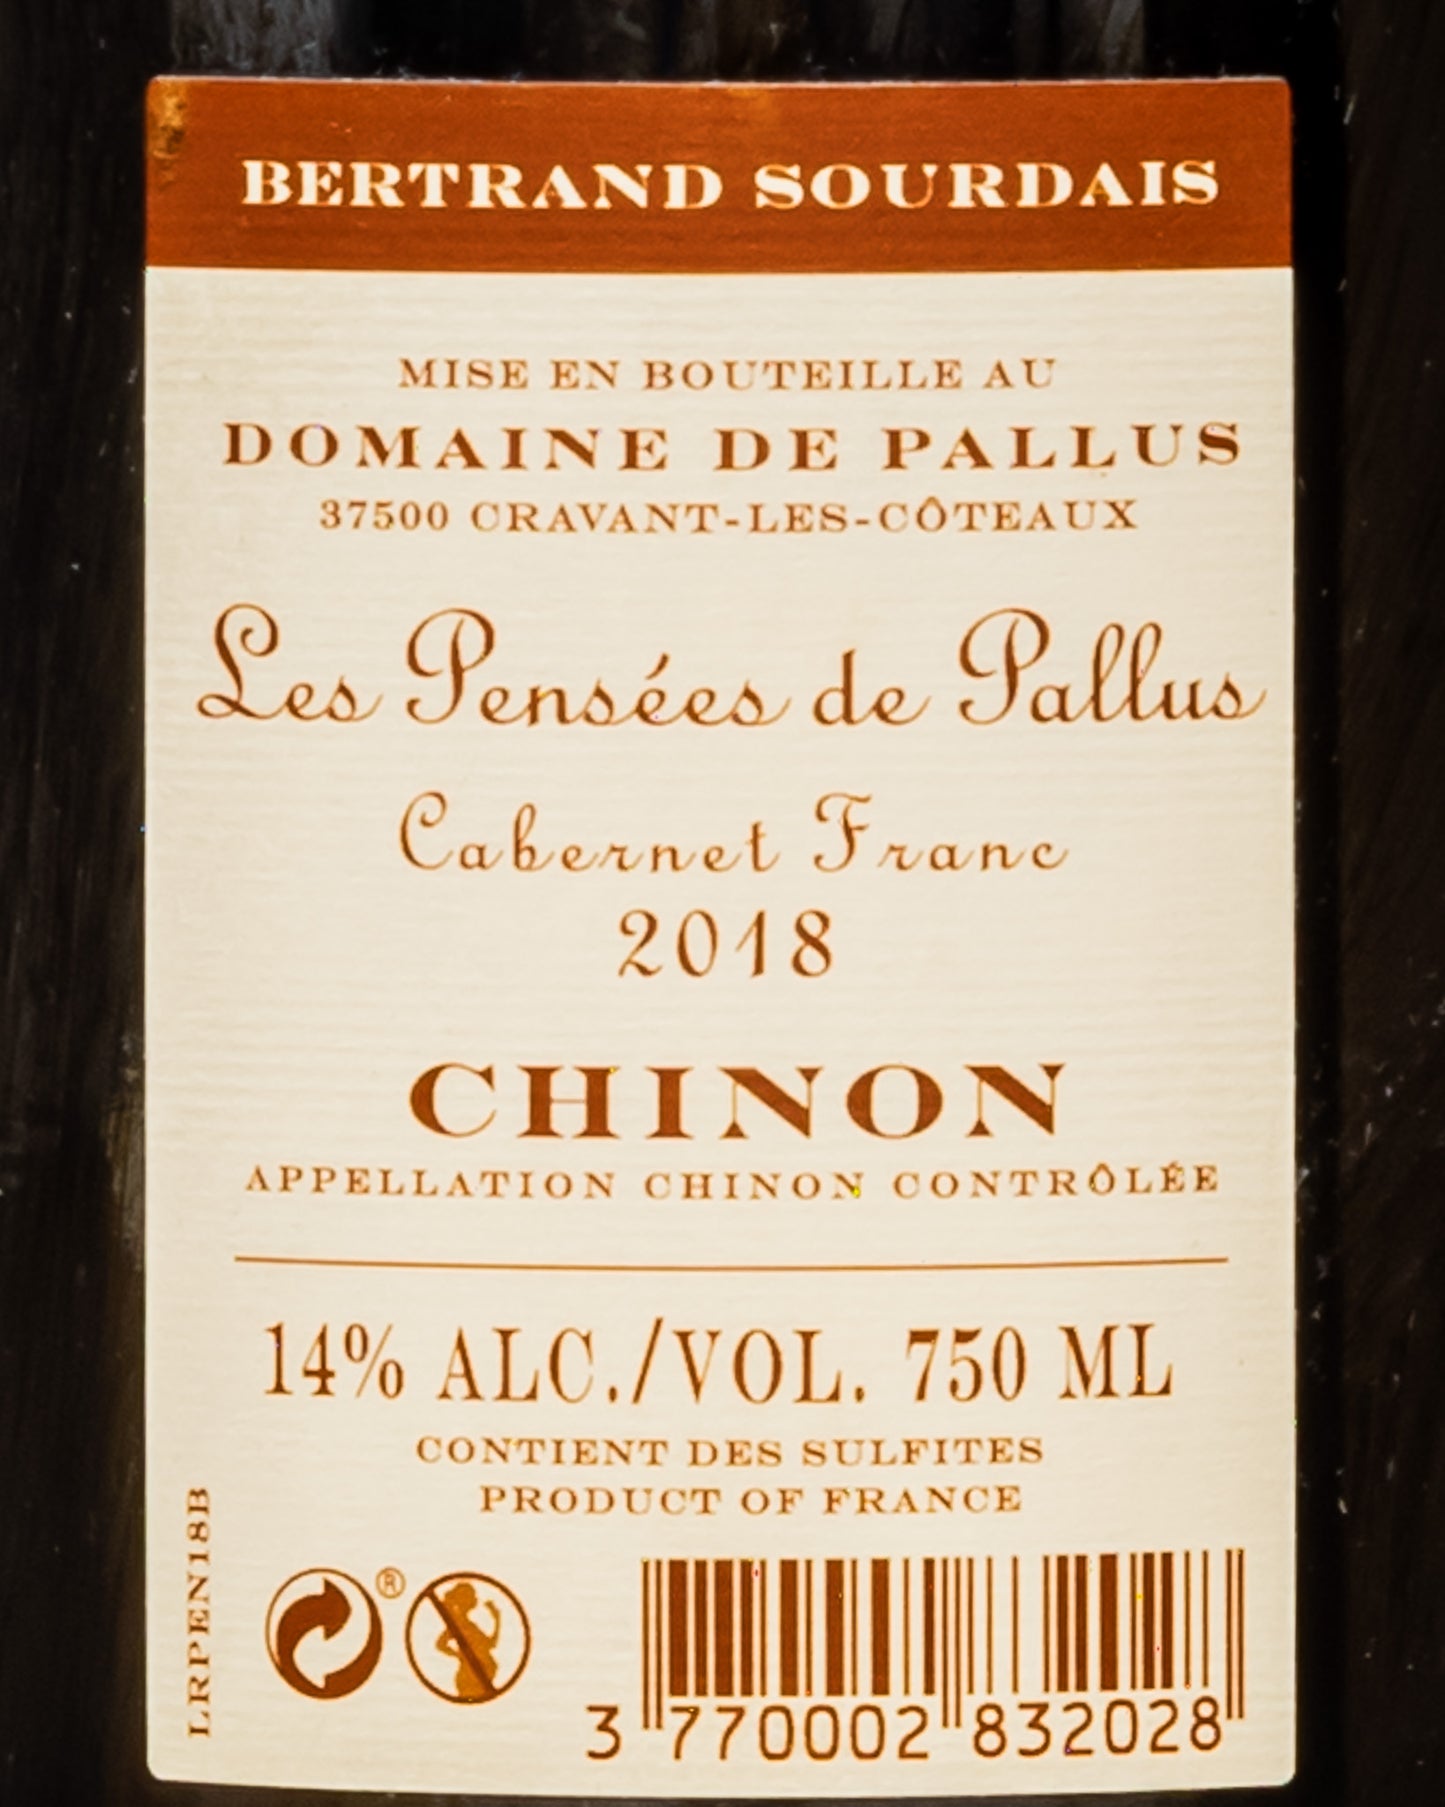 BERTRAND SOURDAIS
MISE EN BOUTEILLE AU
DOMAINE DE PALLUS
37500 CRAVANT-LES-CÔTEAUX
Les Pensées de Pallus
Cabernet Franc
2018
CHINON
APPELLATION CHINON CONTRÔLÉE
14% ALC./VOL. 750 ML
CONTIENT DES SULFITES
PRODUCT OF FRANCE
LRPEN18B
®
3 770002 832028